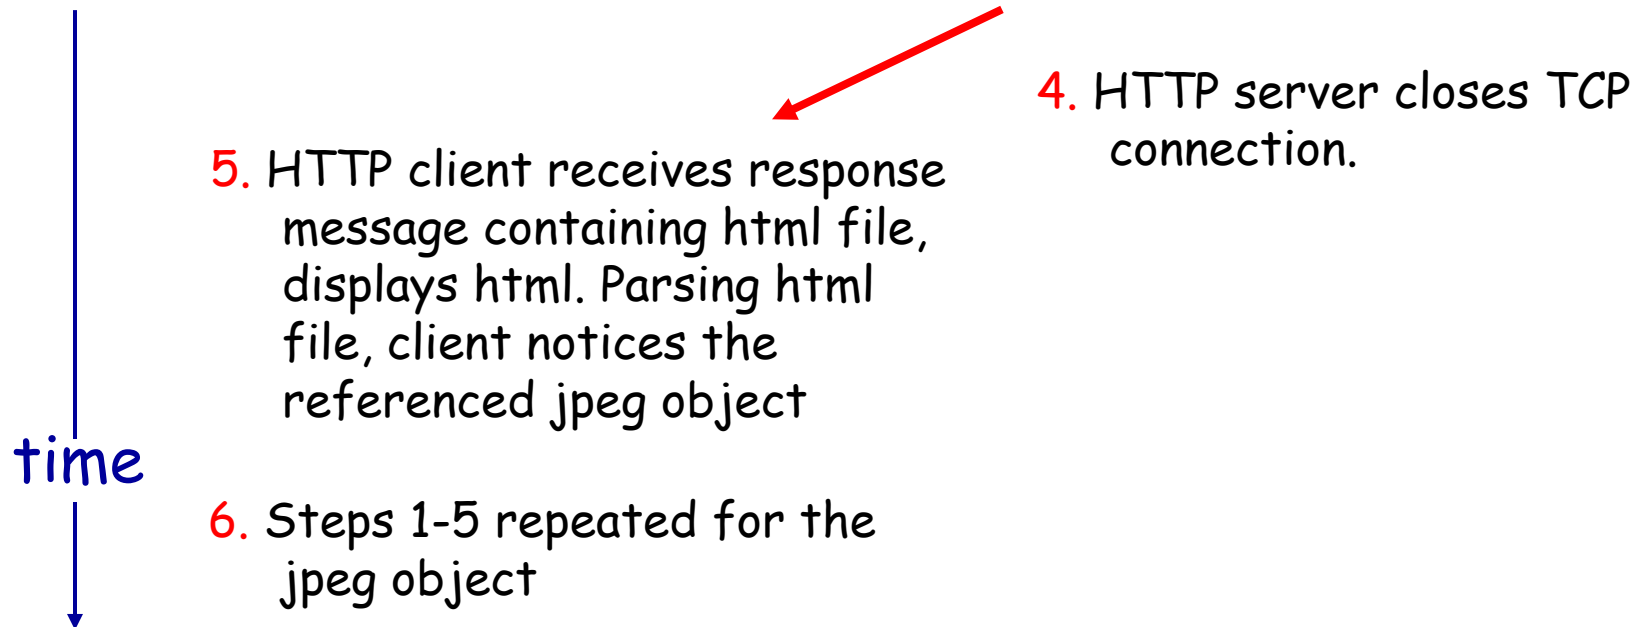 4. HTTP server closes TCP
connection.
5. HTTP client receives response
message containing html file,
displays html. Parsing html
file, client notices the
referenced jpeg object
time
6. Steps 1-5 repeated for the
jpeg object